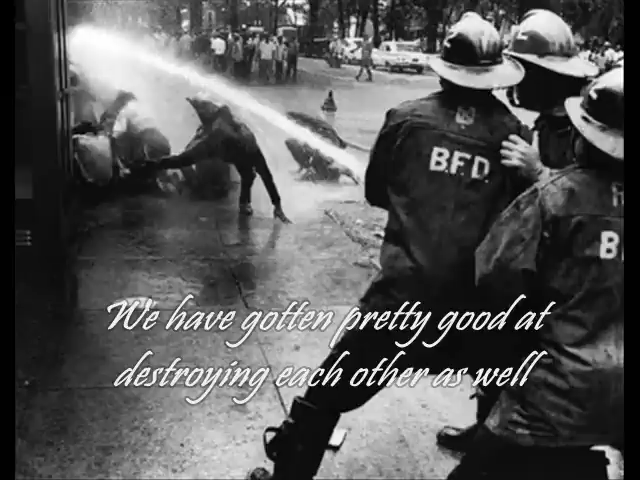 B.F.D.
B
We have gotten pretty good at
destroying each other as well